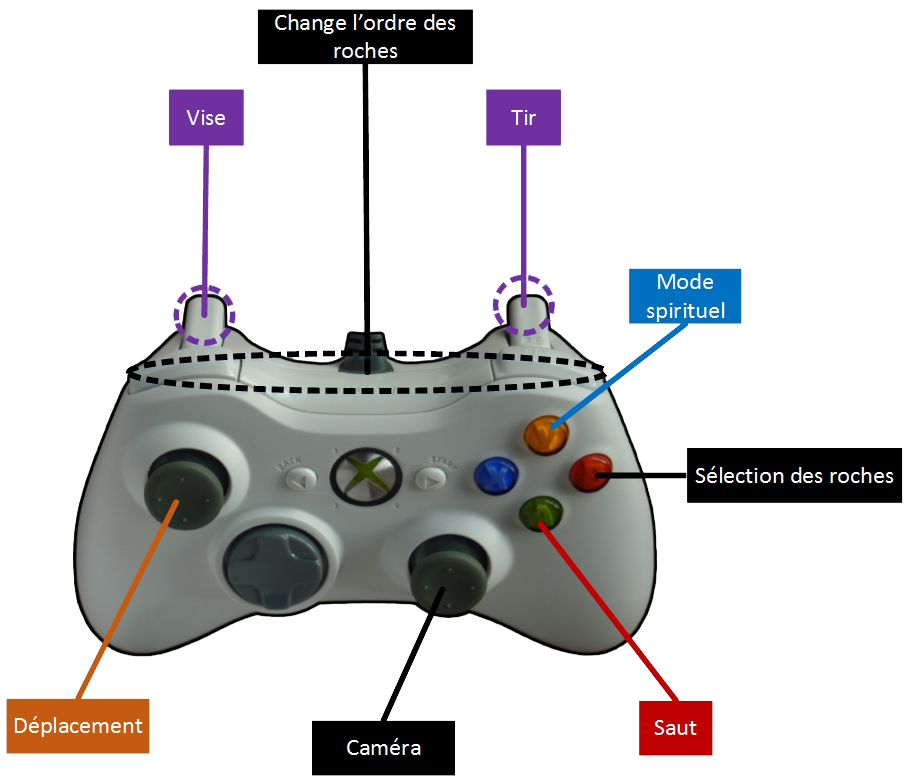 Change l'ordre des
roches
Vise
Tir
Mode
spirituel
Y
BACK
START
Sélection des roches
Déplacement
Caméra
Saut